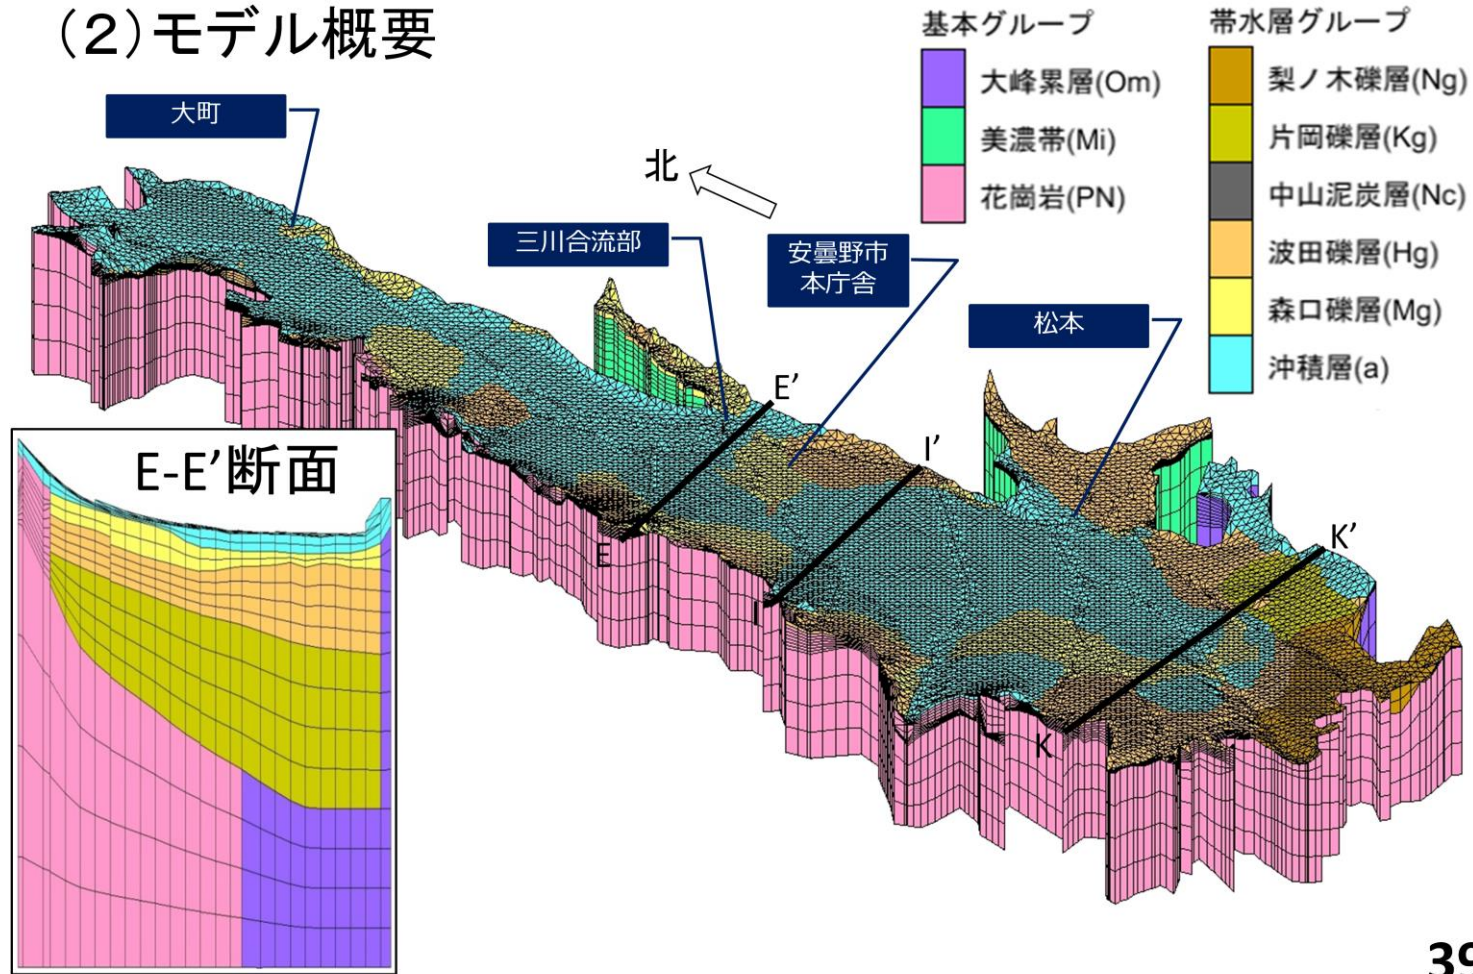 （2）モデル概要
基本グループ
大峰累層(Om)
美濃帯(Mi)
花崗岩(PN)
帯水層グループ
梨ノ木礫層(Ng)
片岡礫層(Kg)
中山泥炭層(Nc)
波田礫層(Hg)
森口礫層(Mg)
沖積層(a)
大町
北
三川合流部
安曇野市
本庁舎
松本
E’
I’
K’
E
I
K
E-E’断面
39